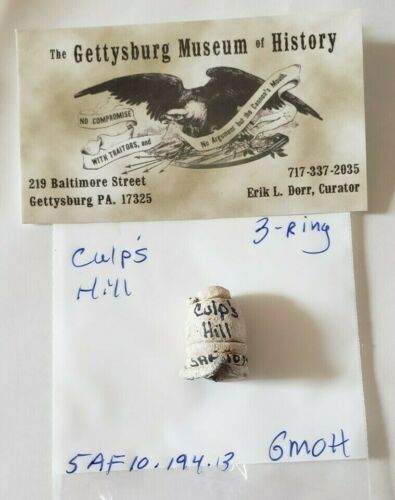 The Gettysburg Museum of History
NO COMPROMISE
WITH TRAITORS, and
No Argument but the Cannon's Mouth.
219 Baltimore Street
Gettysburg PA. 17325
717-337-2035
Erik L. Dorr, Curator
Culp's
Hill
3-Ring
Culp's
Hill
5AF10.194.13
GMOH